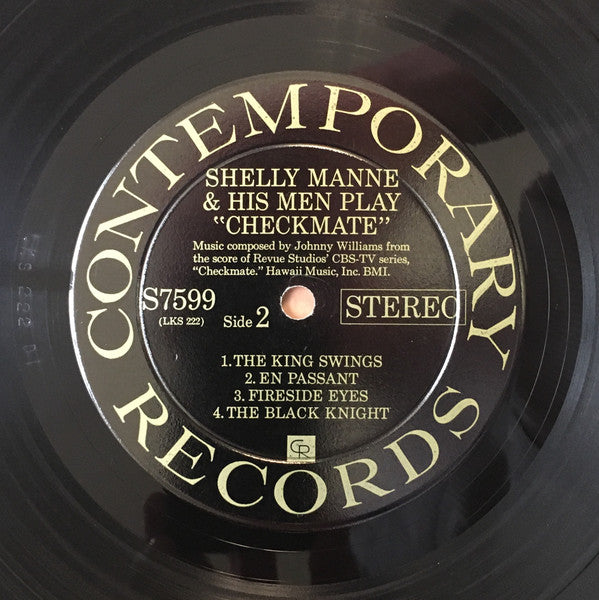 CONTEMPORARY
SHELLY MANNE
& HIS MEN PLAY
"CHECKMATE"
Music composed by Johnny Williams from
the score of Revue Studios' CBS-TV series,
"Checkmate." Hawaii Music, Inc. BMI.
S7599
(LKS 222)
Side 2
STEREO
1. THE KING SWINGS
2. EN PASSANT
3. FIRESIDE EYES
4. THE BLACK KNIGHT
CR
RECORDS